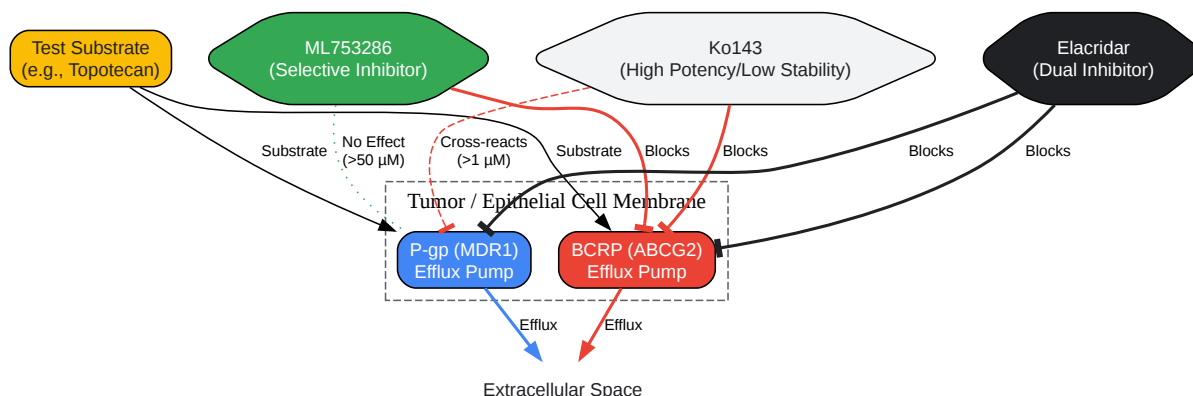 Test Substrate
(e.g., Topotecan)
ML753286
(Selective Inhibitor)
Ko143
(High Potency/Low Stability)
Elacridar
(Dual Inhibitor)
Substrate
No Effect
(>50 µM)
Cross-reacts
(>1 µM)
Substrate
Blocks
Blocks
Blocks
Blocks
Tumor / Epithelial Cell Membrane
P-gp (MDR1)
Efflux Pump
BCRP (ABCG2)
Efflux Pump
Efflux
Efflux
Extracellular Space